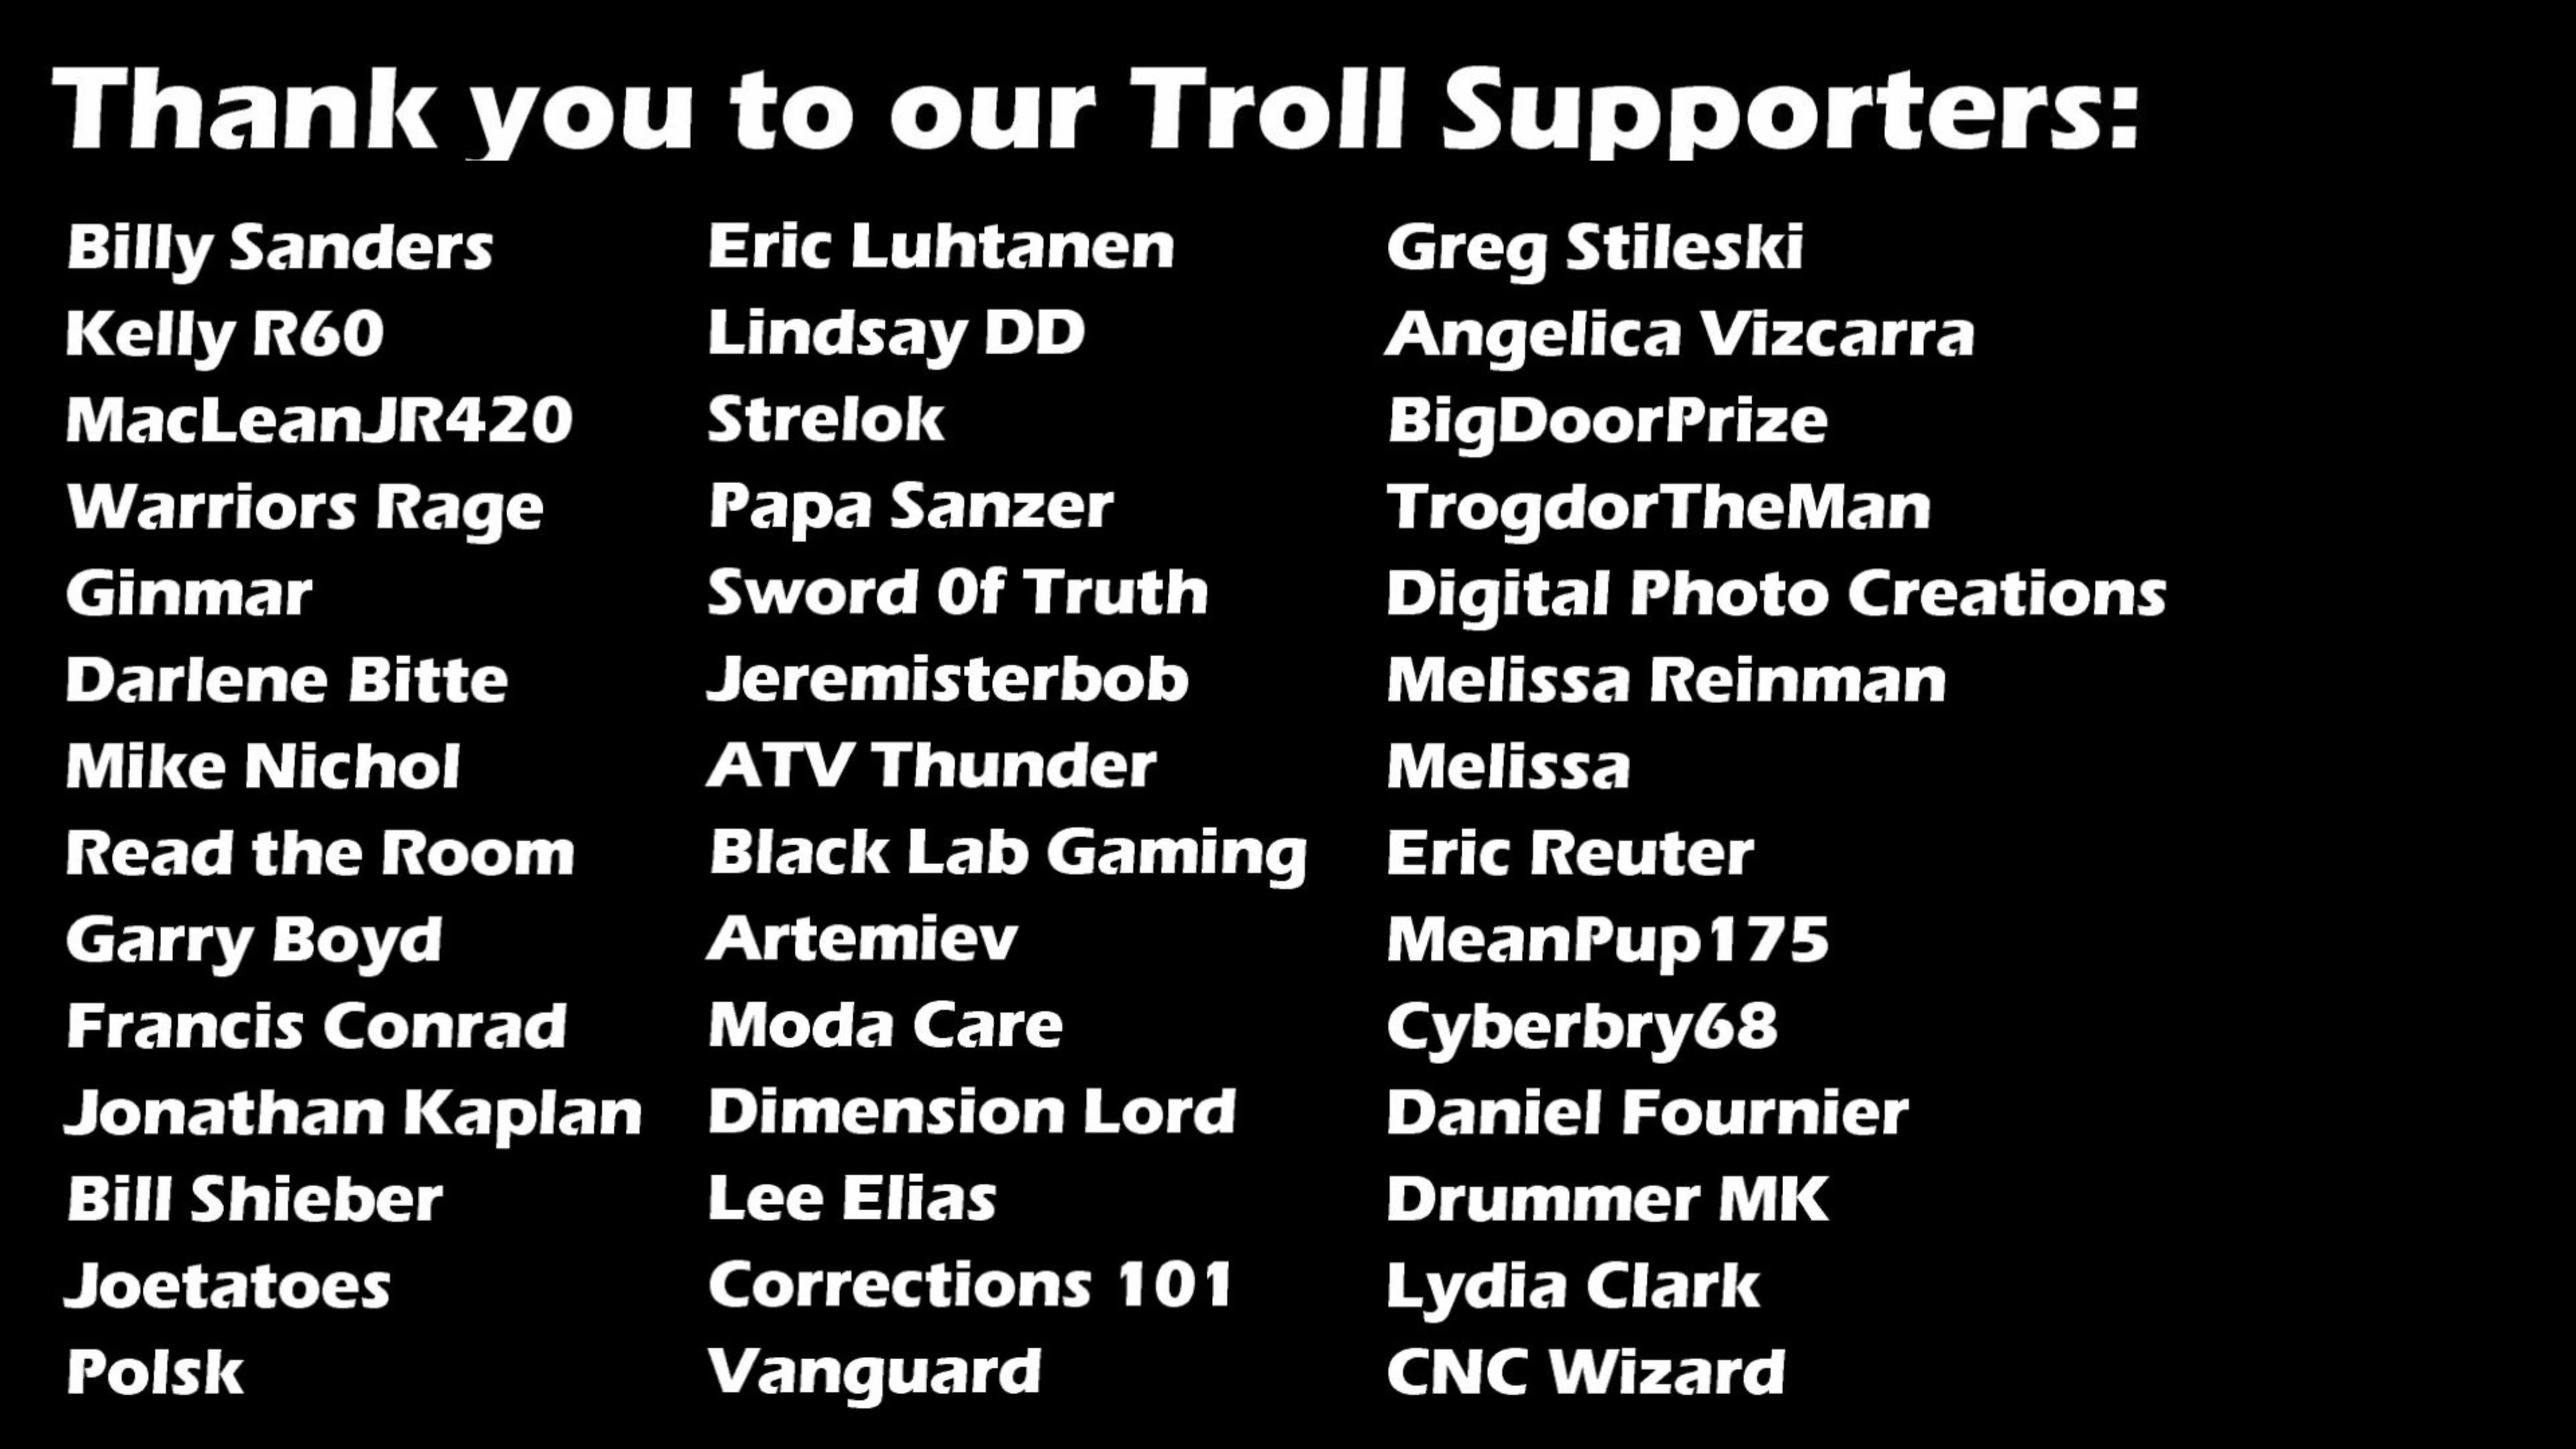 Thank you to our Troll Supporters:
Billy Sanders
Kelly R60
MacLeanJR420
Warriors Rage
Ginmar
Darlene Bitte
Mike Nichol
Read the Room
Garry Boyd
Francis Conrad
Jonathan Kaplan
Bill Shieber
Joetatoes
Polsk
Eric Luhtanen
Lindsay DD
Strelok
Papa Sanzer
Sword 0f Truth
Jeremisterbob
ATV Thunder
Black Lab Gaming
Artemiev
Moda Care
Dimension Lord
Lee Elias
Corrections 101
Vanguard
Greg Stileski
Angelica Vizcarra
BigDoorPrize
TrogdorTheMan
Digital Photo Creations
Melissa Reinman
Melissa
Eric Reuter
MeanPup175
Cyberbry68
Daniel Fournier
Drummer MK
Lydia Clark
CNC Wizard